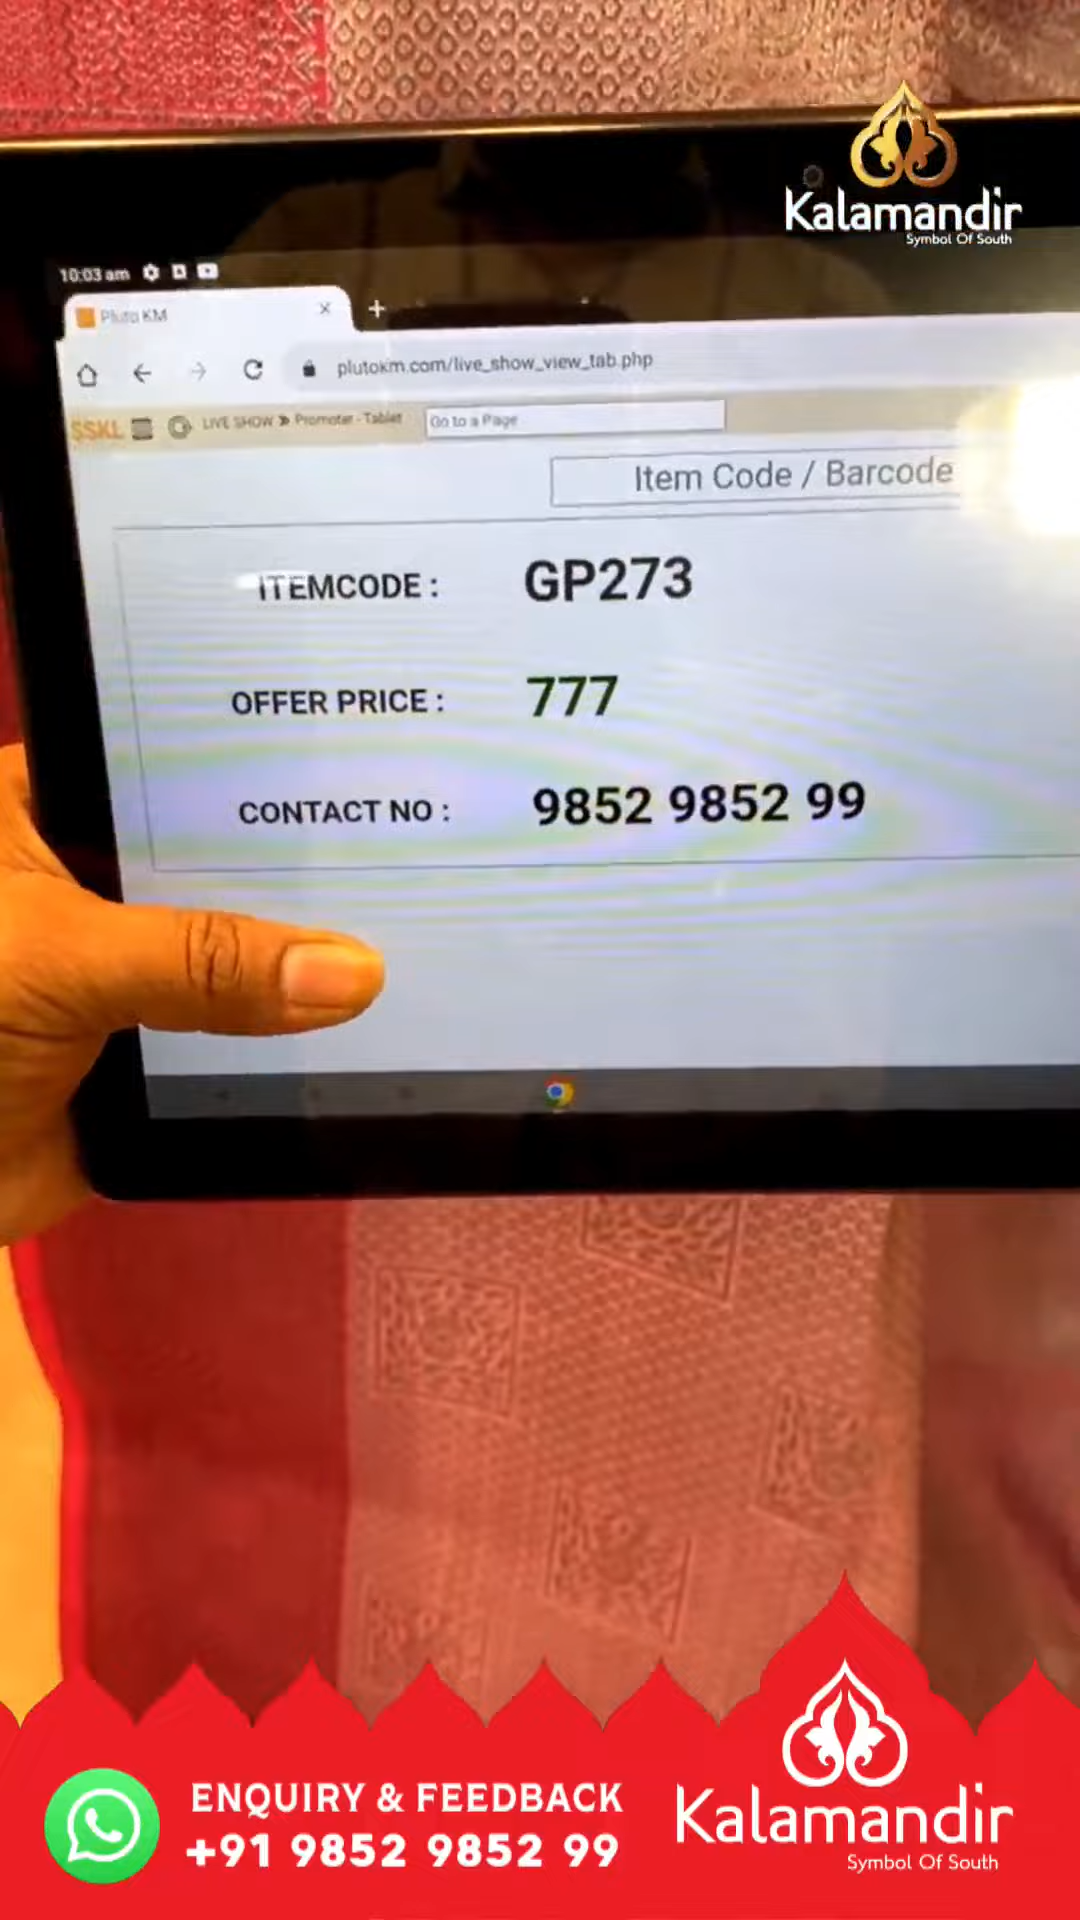 Kalamandir
Symbol Of South
10:03 am
Pluto KM
plutokm.com/live_show_view_tab.php
SSKL
LIVE SHOW
Promoter - Tablet
Go to a Page
Item Code / Barcode
ITEMCODE : GP273
OFFER PRICE : 777
CONTACT NO : 9852 9852 99
ENQUIRY & FEEDBACK
+91 9852 9852 99
Kalamandir
Symbol Of South